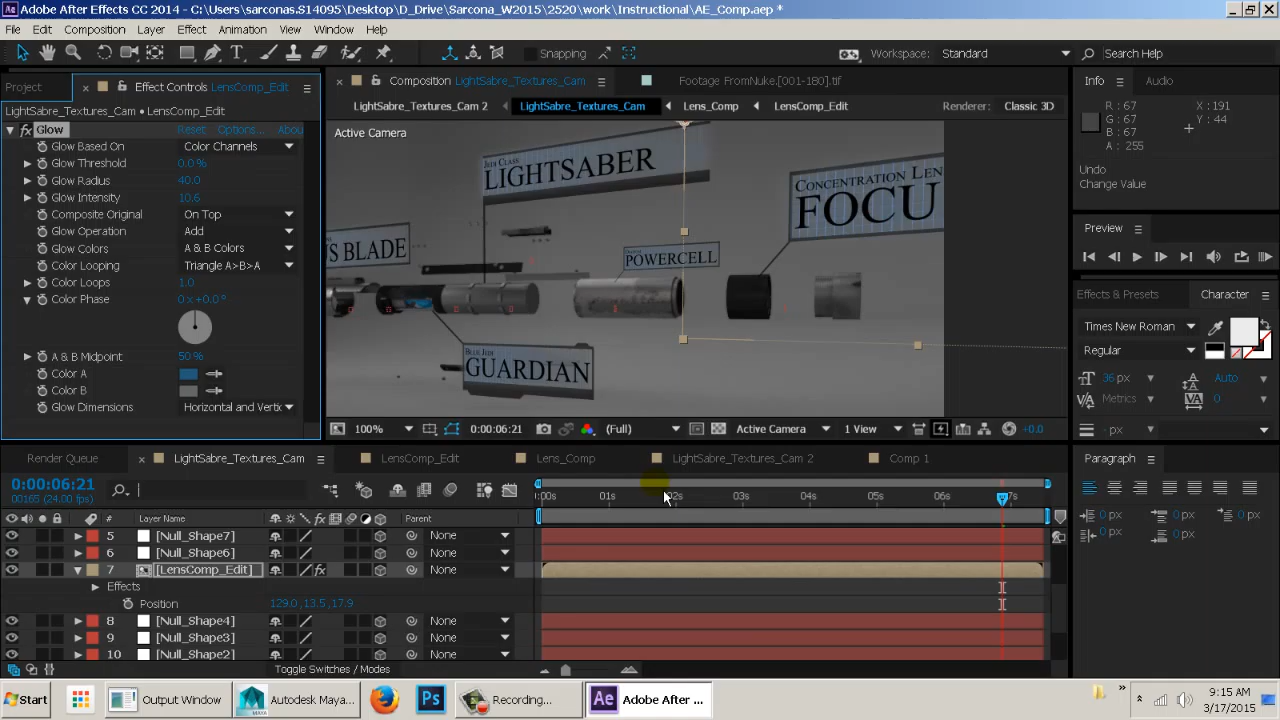 Adobe After Effects CC 2014 - C:\Users\sarconas.S14095\Desktop\D_Drive\Sarcona_W2015\2520\work\Instructional\AE_Comp.aep *
File Edit Composition Layer Effect Animation View Window Help
Snapping Workspace: Standard Search Help
Project Effect Controls LensComp_Edit
LightSabre_Textures_Cam • LensComp_Edit
fx Glow Reset Options... Abou
Glow Based On Color Channels
Glow Threshold 0.0 %
Glow Radius 40.0
Glow Intensity 10.6
Composite Original On Top
Glow Operation Add
Glow Colors A & B Colors
Color Looping Triangle A>B>A
Color Loops 1.0
Color Phase 0 x +0.0 °
A & B Midpoint 50 %
Color A
Color B
Glow Dimensions Horizontal and Vertic
Composition LightSabre_Textures_Cam Footage FromNuke.[001-180].tif
LightSabre_Textures_Cam 2 LightSabre_Textures_Cam Lens_Comp LensComp_Edit Renderer: Classic 3D
Active Camera
Jedi Class
LIGHTSABER
Concentration Len
FOCU
S BLADE
POWERCELL
Blue Jedi
GUARDIAN
100% 0:00:06:21 (Full) Active Camera 1 View +0.0
Info Audio
R : 67 X : 191
G : 67 Y : 44
B : 67
A : 255
Undo
Change Value
Preview
Effects & Presets Character
Times New Roman
Regular
36 px Auto
Metrics 0
- px
Paragraph
0 px 0 px 0 px
0 px 0 px
Render Queue LightSabre_Textures_Cam LensComp_Edit Lens_Comp LightSabre_Textures_Cam 2 Comp 1
0:00:06:21
00165 (24.00 fps)
:00s 01s 02s 03s 04s 05s 06s 7s
# Layer Name fx Parent
5 [Null_Shape7] None
6 [Null_Shape6] None
7 [LensComp_Edit] fx None
Effects
Position 129.0,13.5,17.9
8 [Null_Shape4] None
9 [Null_Shape3] None
10 [Null_Shape2] None
Toggle Switches / Modes
Start Output Window Autodesk Maya... Ps Recording... Ae Adobe After ... 9:15 AM
3/17/2015